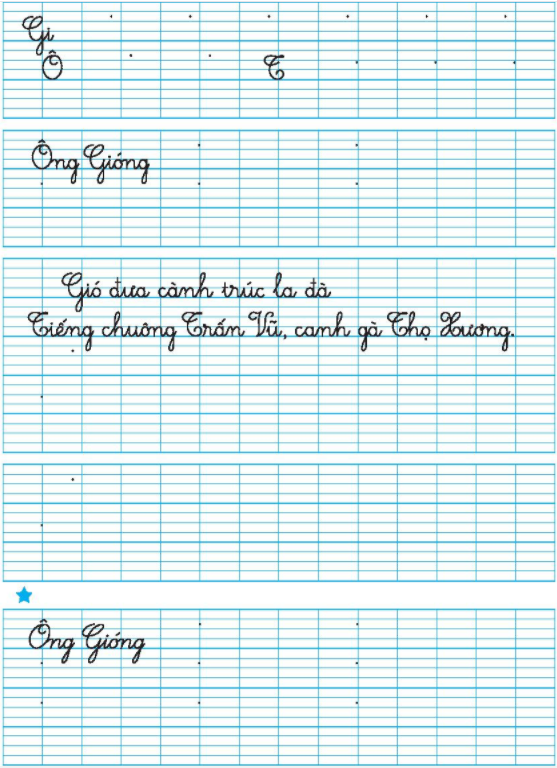 Gi
Ô T
Ông Gióng
Gió đưa cành trúc la đà
Tiếng chuông Trấn Vũ, canh gà Thọ Xương.
Ông Gióng